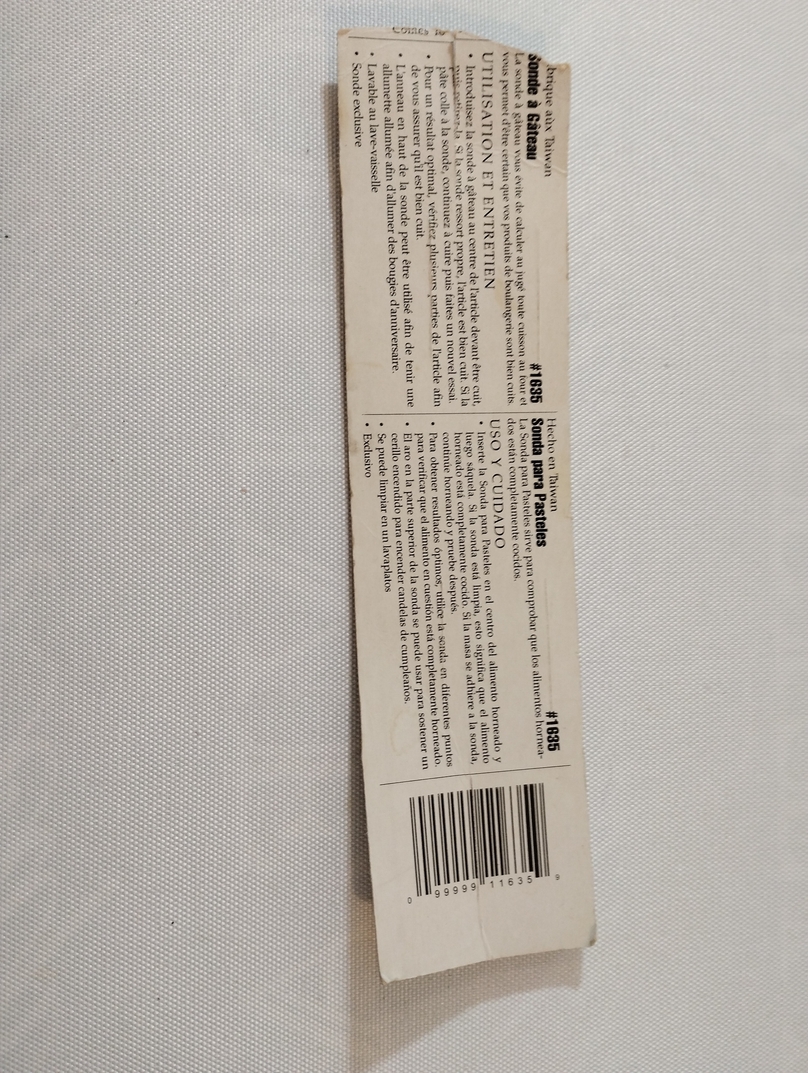 brique aux Taiwan
Sonde à Gâteau #1635
La sonde à gâteau vous évite de calculer au jugé toute cuisson au four et
vous permet d'être certain que vos produits de boulangerie sont bien cuits.
UTILISATION ET ENTRETIEN
• Introduisez la sonde à gâteau au centre de l'article devant être cuit,
puis retirez-la. Si la sonde ressort propre, l'article est bien cuit. Si la
pâte colle à la sonde, continuez à cuire puis faites un nouvel essai.
• Pour un résultat optimal, vérifiez plusieurs parties de l'article afin
de vous assurer qu'il est bien cuit.
• L'anneau en haut de la sonde peut être utilisé afin de tenir une
allumette allumée afin d'allumer des bougies d'anniversaire.
• Lavable au lave-vaisselle
• Sonde exclusive
Hecho en Taiwan
Sonda para Pasteles #1635
La Sonda para Pasteles sirve para comprobar que los alimentos hornea-
dos están completamente cocidos.
USO Y CUIDADO
• Inserte la Sonda para Pasteles en el centro del alimento horneado y
luego sáquela. Si la sonda está limpia, esto significa que el alimento
horneado está completamente cocido. Si la masa se adhiere a la sonda,
continúe horneando y pruebe después.
• Para obtener resultados óptimos, utilice la sonda en diferentes puntos
para verificar que el alimento en cuestión está completamente horneado.
• El aro en la parte superior de la sonda se puede usar para sostener un
cerillo encendido para encender candelas de cumpleaños.
• Se puede limpiar en un lavaplatos
• Exclusivo
0 99999 11635 9